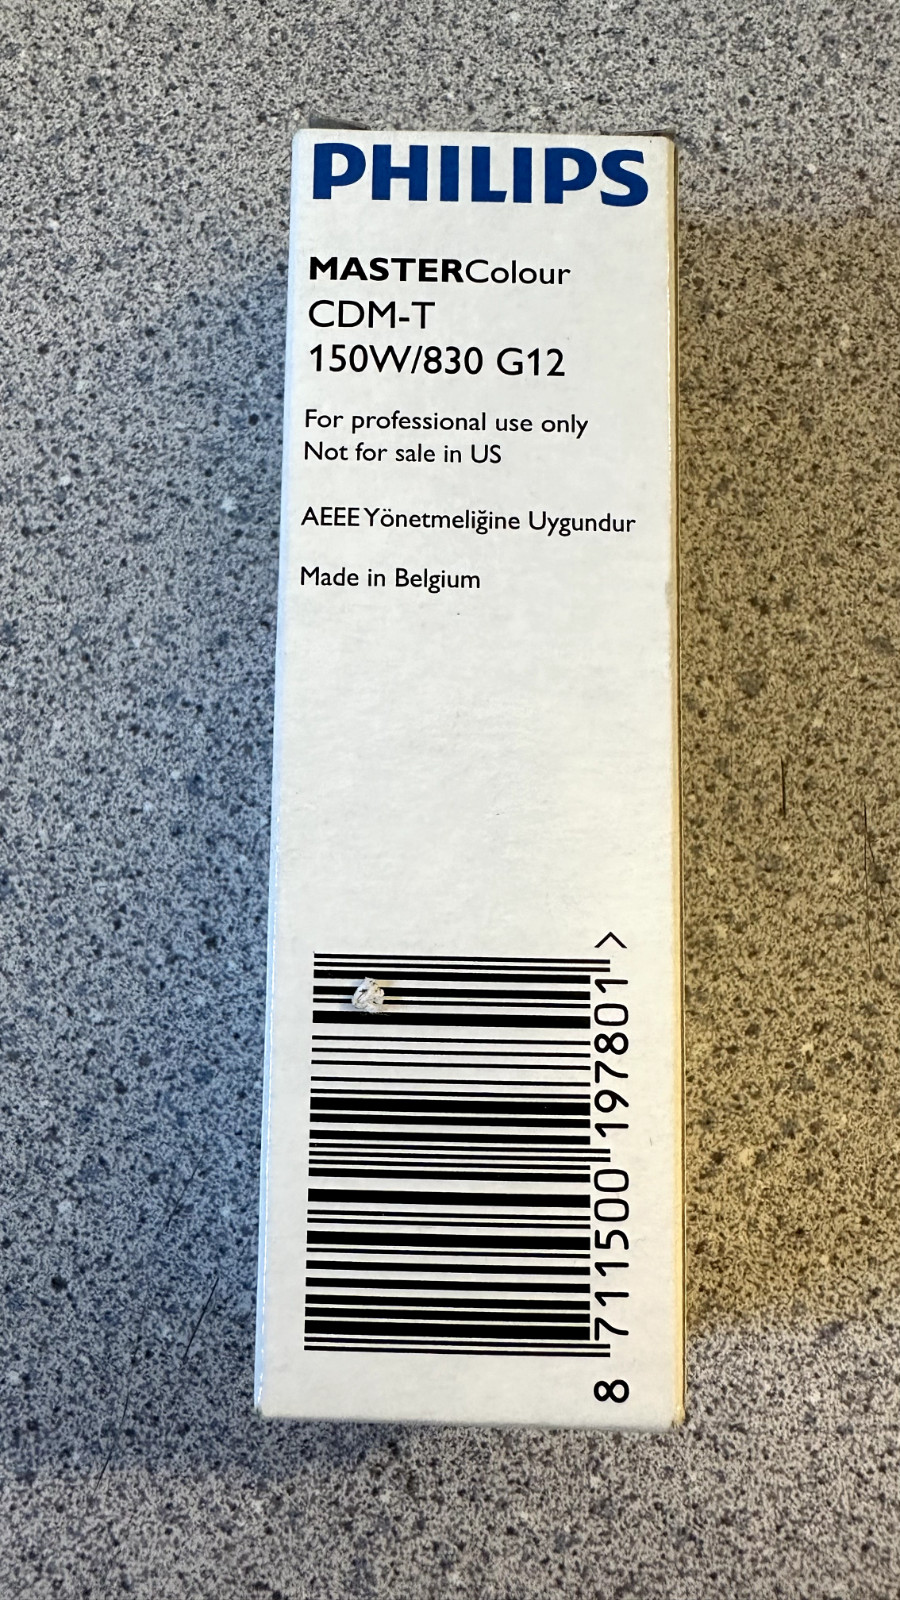 PHILIPS
MASTERColour
CDM-T
150W/830 G12
For professional use only
Not for sale in US
AEEE Yönetmeliğine Uygundur
Made in Belgium
8 711500 197801 >